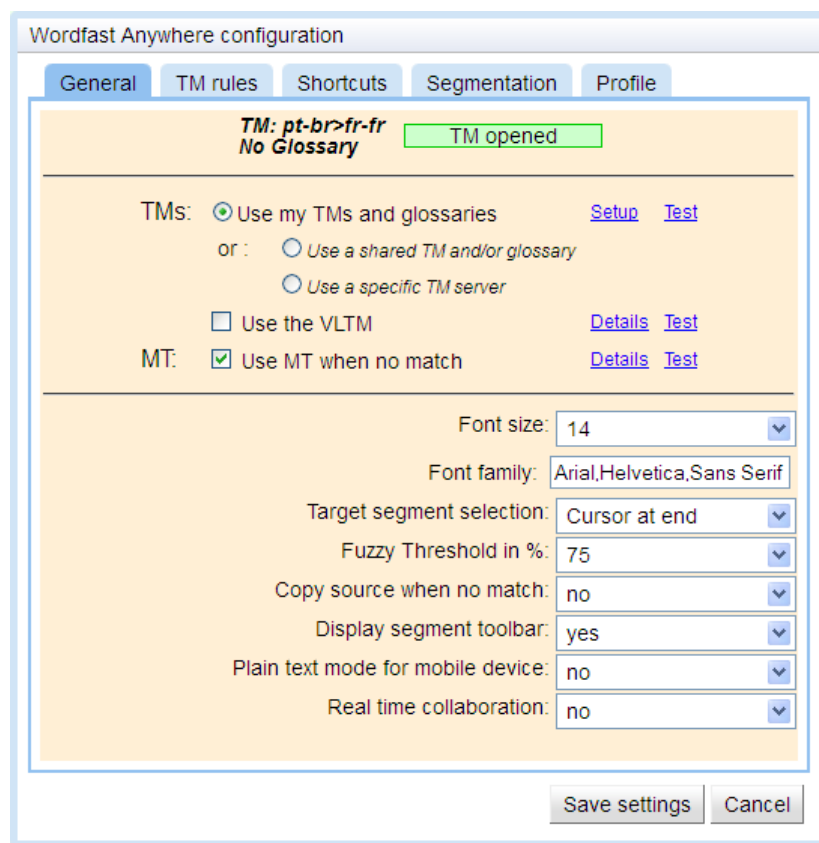 Wordfast Anywhere configuration
General TM rules Shortcuts Segmentation Profile
TM: pt-br>fr-fr
No Glossary
TM opened
TMs: Use my TMs and glossaries Setup Test
or : Use a shared TM and/or glossary
Use a specific TM server
Use the VLTM Details Test
MT: Use MT when no match Details Test
Font size: 14
Font family: Arial,Helvetica,Sans Serif
Target segment selection: Cursor at end
Fuzzy Threshold in %: 75
Copy source when no match: no
Display segment toolbar: yes
Plain text mode for mobile device: no
Real time collaboration: no
Save settings Cancel